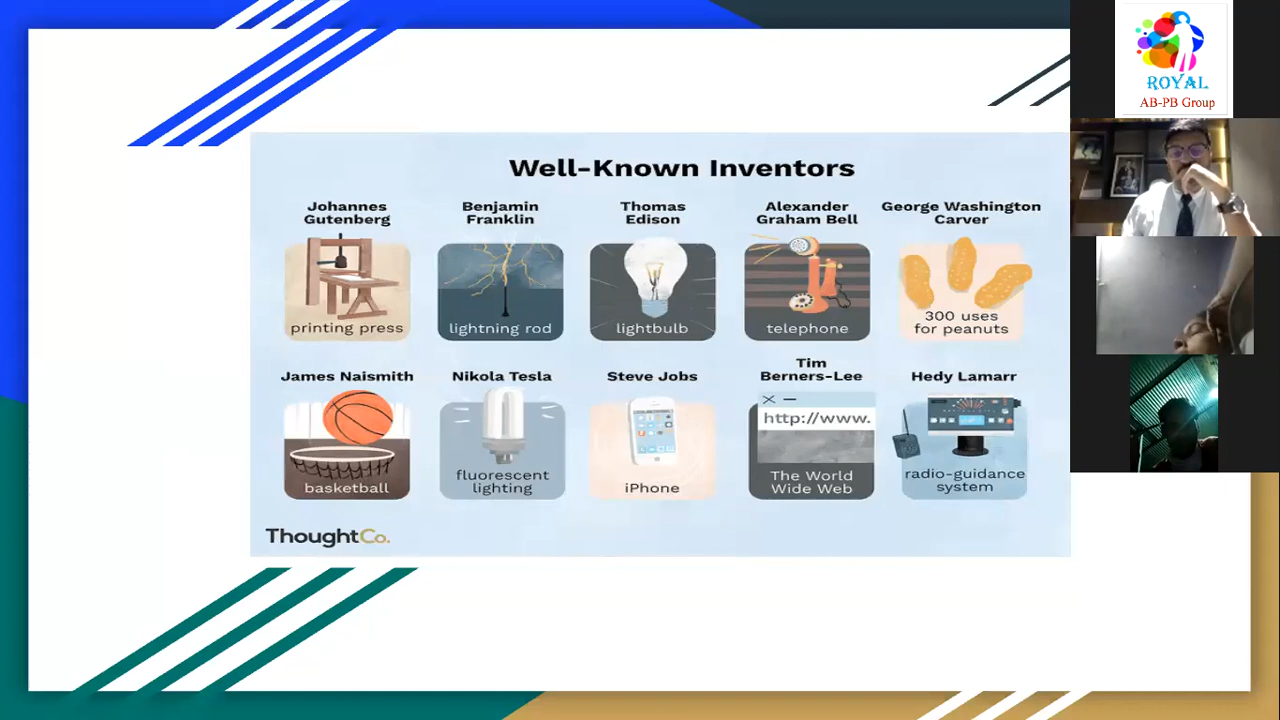 Well-Known Inventors
Johannes
Gutenberg
printing press
Benjamin
Franklin
lightning rod
Thomas
Edison
lightbulb
Alexander
Graham Bell
telephone
George Washington
Carver
300 uses
for peanuts
James Naismith
basketball
Nikola Tesla
fluorescent
lighting
Steve Jobs
iPhone
Tim
Berners-Lee
http://www.
The World
Wide Web
Hedy Lamarr
radio-guidance
system
ThoughtCo.
ROYAL
AB-PB Group